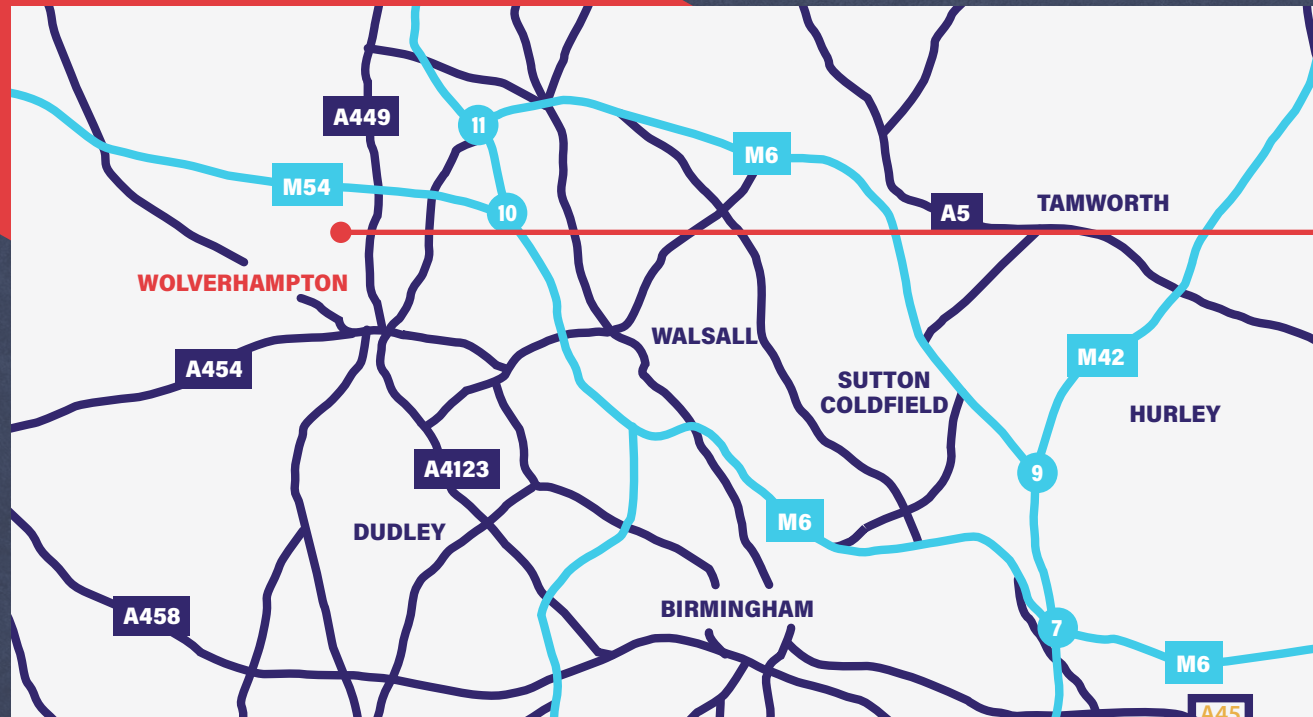 A449
11
M6
M54
10
A5
TAMWORTH
WOLVERHAMPTON
WALSALL
M42
A454
SUTTON
COLDFIELD
HURLEY
A4123
9
M6
DUDLEY
BIRMINGHAM
A458
7
M6
A45